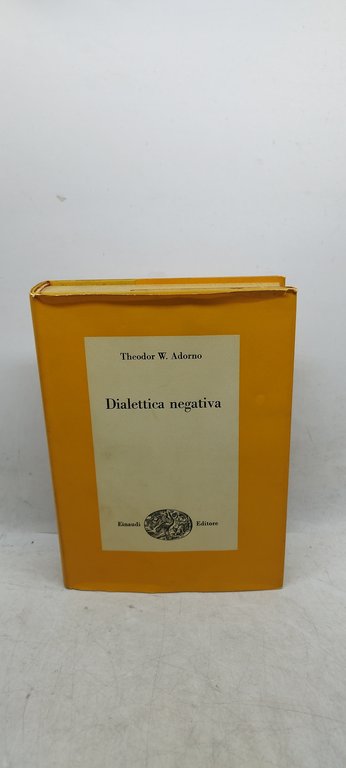 Theodor W. Adorno
Dialettica negativa
Einaudi Editore